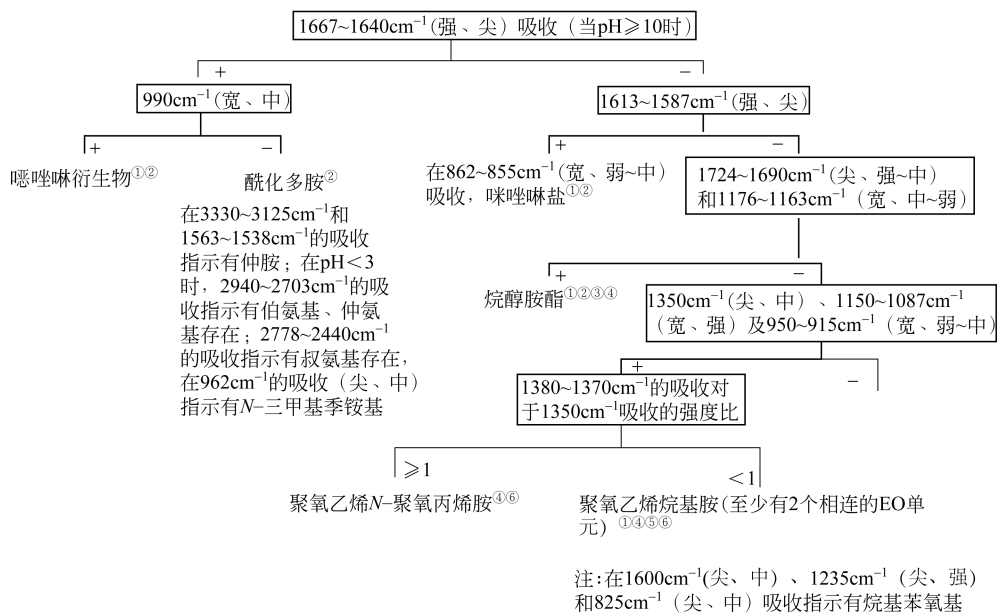 1667~1640cm⁻¹(强、尖)吸收(当pH≥10时)
+
−
990cm⁻¹(宽、中)
1613~1587cm⁻¹(强、尖)
+
−
+
−
噁唑啉衍生物①②
酰化多胺②
在3330~3125cm⁻¹和
1563~1538cm⁻¹的吸收
指示有仲胺；在pH＜3
时，2940~2703cm⁻¹的吸
收指示有伯氨基、仲氨
基存在；2778~2440cm⁻¹
的吸收指示有叔氨基存在，
在962cm⁻¹的吸收（尖、中）
指示有N–三甲基季铵基
在862~855cm⁻¹(宽、弱~中)
吸收，咪唑啉盐①②
1724~1690cm⁻¹(尖、强~中)
和1176~1163cm⁻¹（宽、中~弱）
+
−
烷醇胺酯①②③④
1350cm⁻¹(尖、中）、1150~1087cm⁻¹
（宽、强）及950~915cm⁻¹（宽、弱~中）
+
−
1380~1370cm⁻¹的吸收对
于1350cm⁻¹吸收的强度比
≥1
<1
聚氧乙烯N–聚氧丙烯胺④⑥
聚氧乙烯烷基胺(至少有2个相连的EO单
元）①④⑤⑥
注:在1600cm⁻¹(尖、中）、1235cm⁻¹（尖、强）
和825cm⁻¹（尖、中）吸收指示有烷基苯氧基